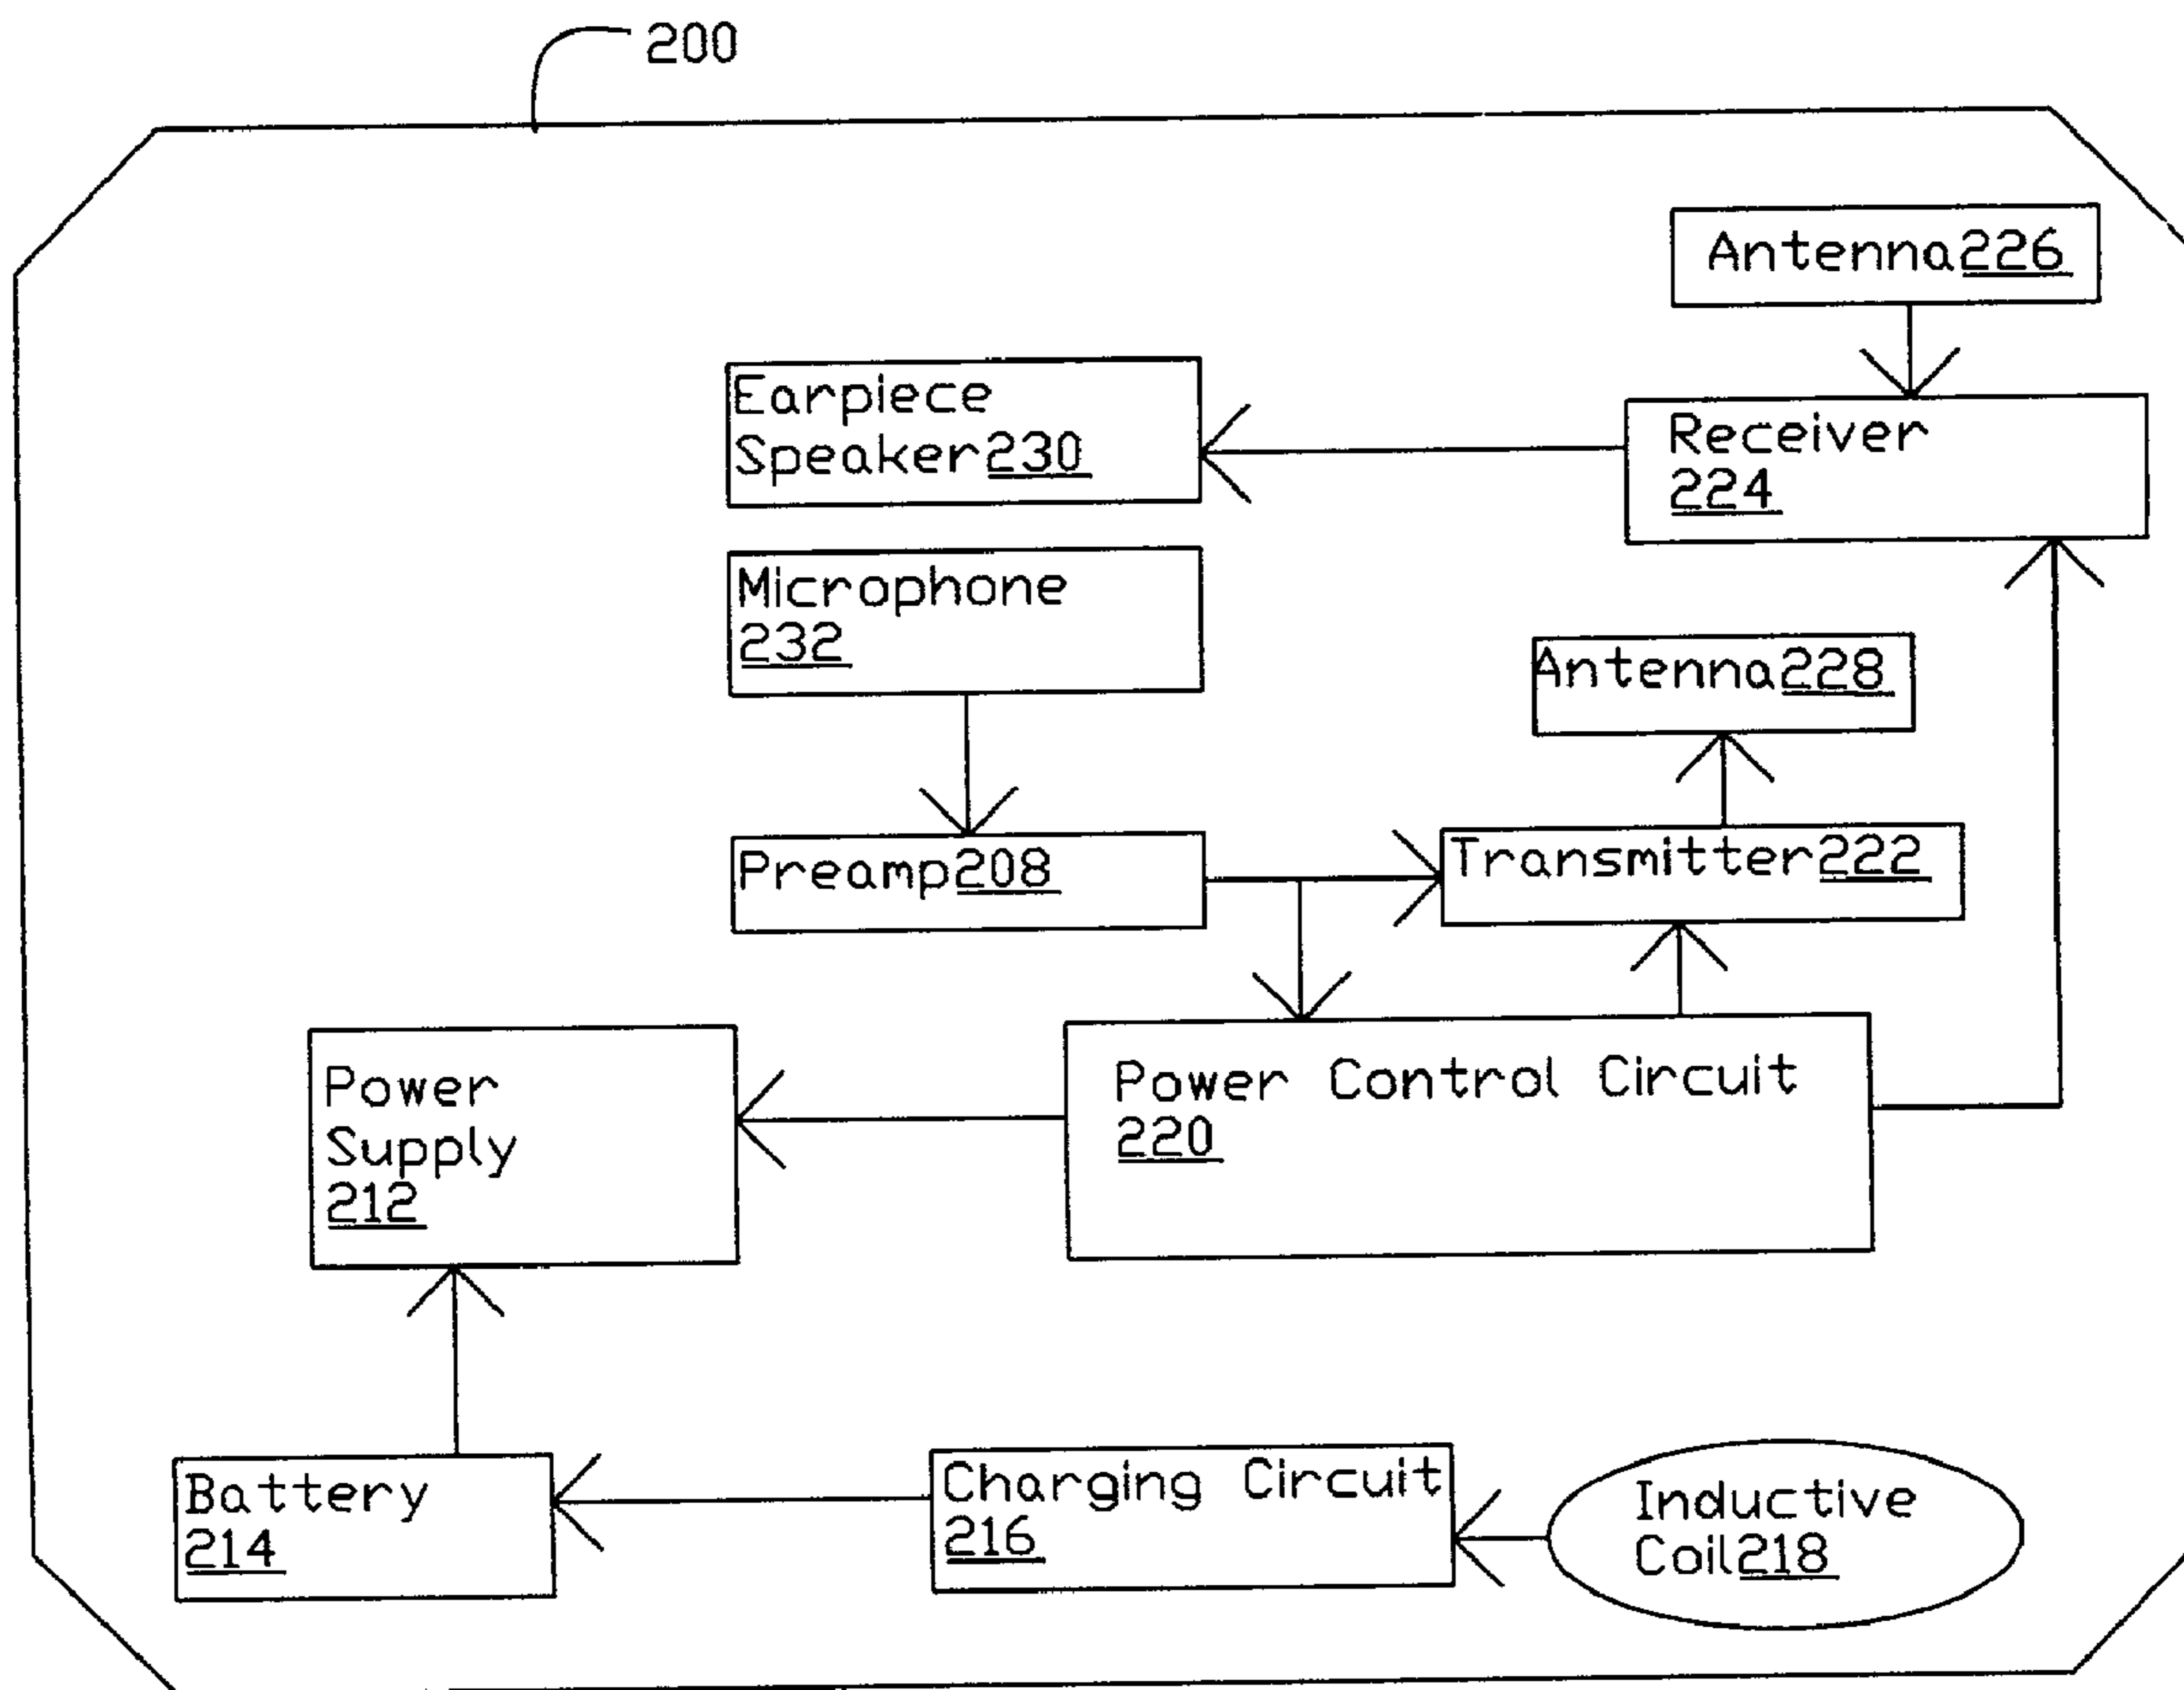 200
Antenna226
Earpiece
Speaker230
Receiver
224
Microphone
232
Antenna228
Preamp208
Transmitter222
Power
Supply
212
Power Control Circuit
220
Battery
214
Charging Circuit
216
Inductive
Coil218